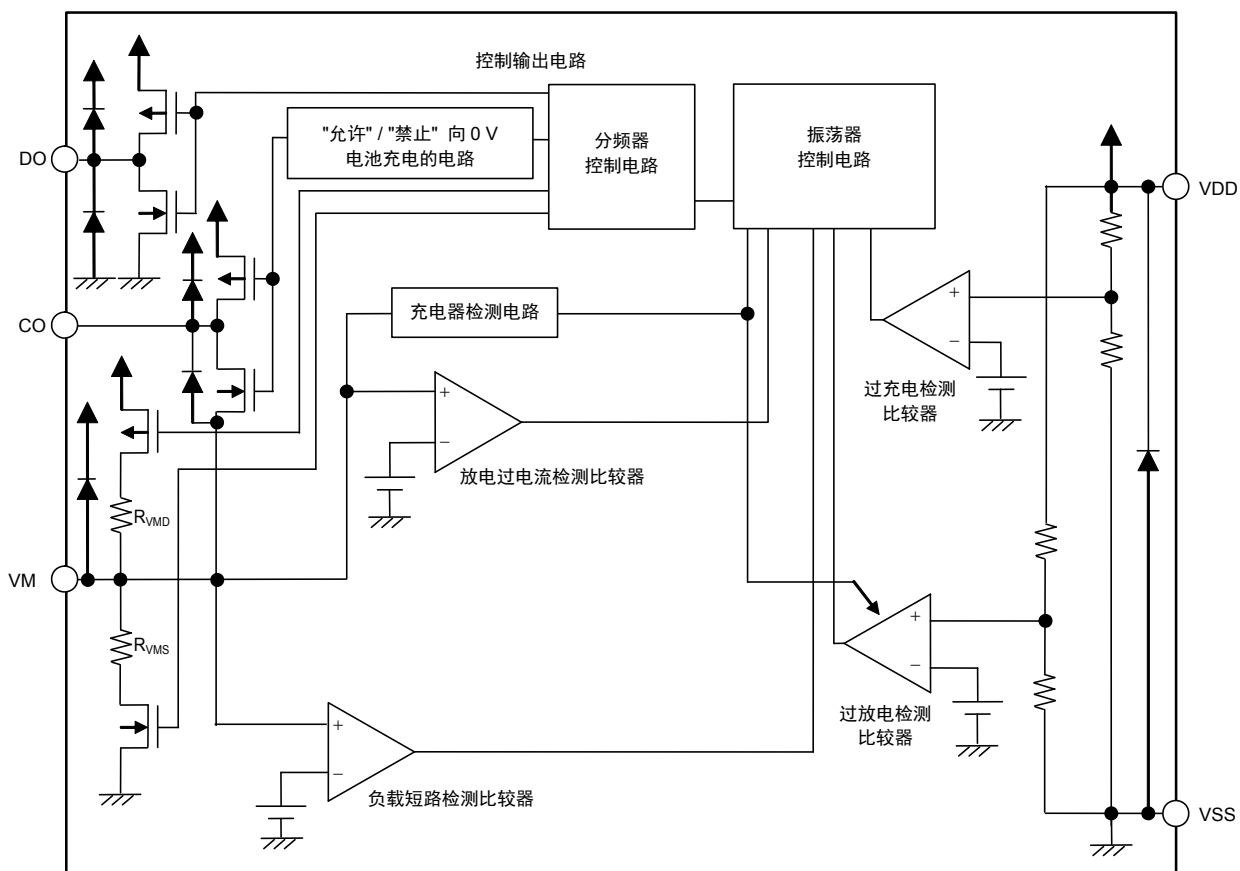 控制输出电路
"允许" / "禁止" 向 0 V
电池充电的电路
分频器
控制电路
振荡器
控制电路
DO
VDD
CO
充电器检测电路
+
−
过充电检测
比较器
+
−
放电过电流检测比较器
RVMD
VM
RVMS
+
−
过放电检测
比较器
+
−
负载短路检测比较器
VSS